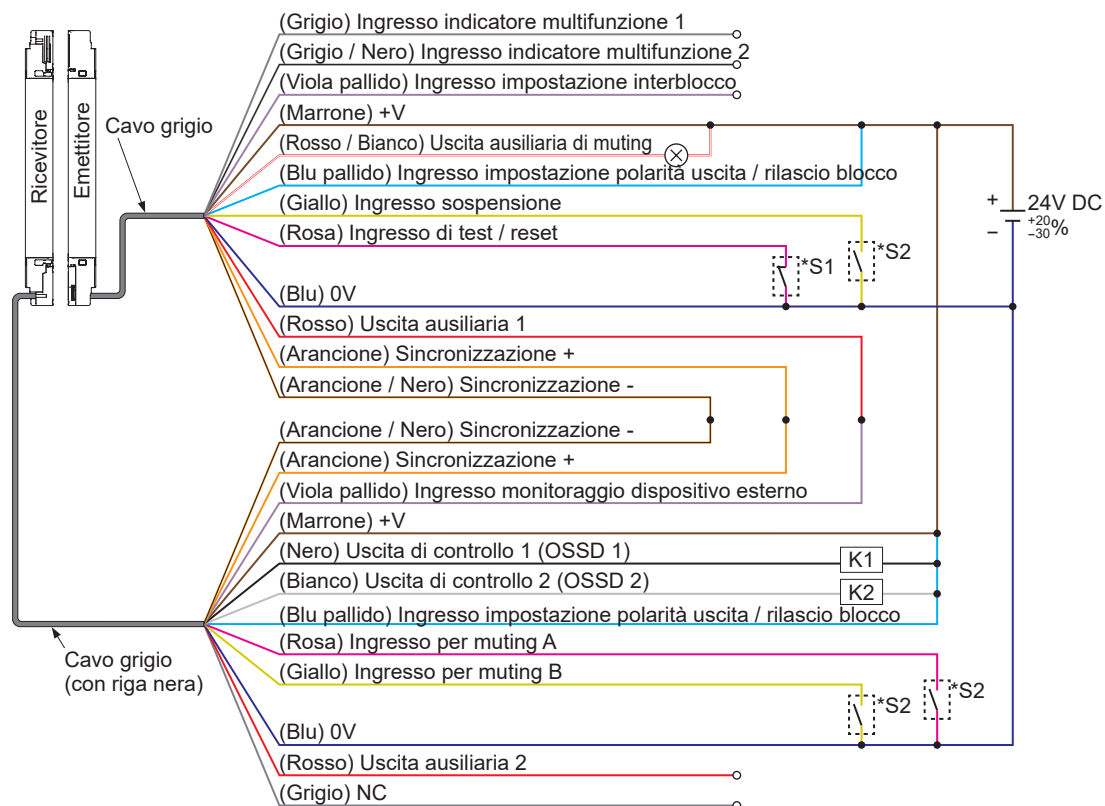 (Grigio) Ingresso indicatore multifunzione 1
(Grigio / Nero) Ingresso indicatore multifunzione 2
(Viola pallido) Ingresso impostazione interblocco
(Marrone) +V
(Rosso / Bianco) Uscita ausiliaria di muting
(Blu pallido) Ingresso impostazione polarità uscita / rilascio blocco
(Giallo) Ingresso sospensione
(Rosa) Ingresso di test / reset
(Blu) 0V
(Rosso) Uscita ausiliaria 1
(Arancione) Sincronizzazione +
(Arancione / Nero) Sincronizzazione -
Ricevitore
Emettitore
Cavo grigio
*S1
*S2
+
−
24V DC
+20
−30%
(Arancione / Nero) Sincronizzazione -
(Arancione) Sincronizzazione +
(Viola pallido) Ingresso monitoraggio dispositivo esterno
(Marrone) +V
(Nero) Uscita di controllo 1 (OSSD 1)
K1
(Bianco) Uscita di controllo 2 (OSSD 2)
K2
(Blu pallido) Ingresso impostazione polarità uscita / rilascio blocco
(Rosa) Ingresso per muting A
(Giallo) Ingresso per muting B
*S2
*S2
(Blu) 0V
(Rosso) Uscita ausiliaria 2
(Grigio) NC
Cavo grigio
(con riga nera)